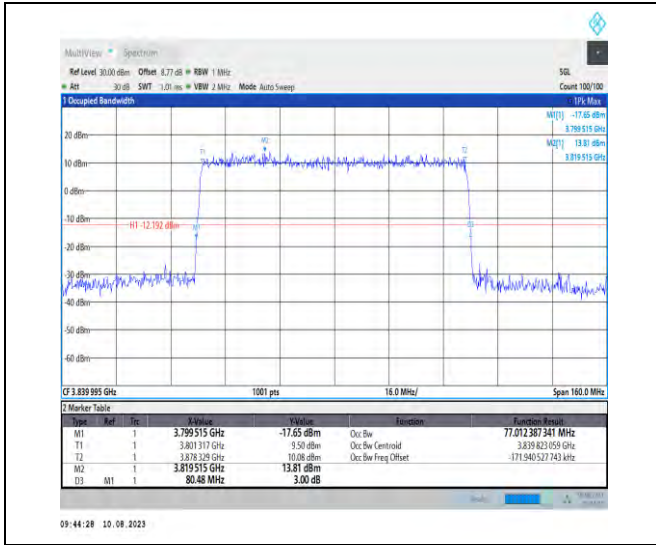 MultiView Spectrum
Ref Level 30.00 dBm Offset 8.77 dB RBW 1 MHz SGL
Att 30 dB SWT 1.01 ms VBW 2 MHz Mode Auto Sweep Count 100/100
1 Occupied Bandwidth 1Pk Max
M1[1] -17.65 dBm
3.799 515 GHz
M2[1] 13.81 dBm
3.819 515 GHz
20 dBm
M2
T1
10 dBm
0 dBm
-10 dBm
H1 -12.192 dBm
M1
-20 dBm
-30 dBm
-40 dBm
-50 dBm
-60 dBm
CF 3.839 995 GHz 1001 pts 16.0 MHz/ Span 160.0 MHz
2 Marker Table
Type Ref Trc X-Value Y-Value Function Function Result
M1 1 3.799 515 GHz -17.65 dBm Occ Bw 77.012 387 341 MHz
T1 1 3.801 317 GHz 9.50 dBm Occ Bw Centroid 3.839 823 059 GHz
T2 1 3.878 329 GHz 10.08 dBm Occ Bw Freq Offset -171.940 527 743 kHz
M2 1 3.819 515 GHz 13.81 dBm
D3 M1 1 80.48 MHz 3.00 dB
09:44:28 10.08.2023